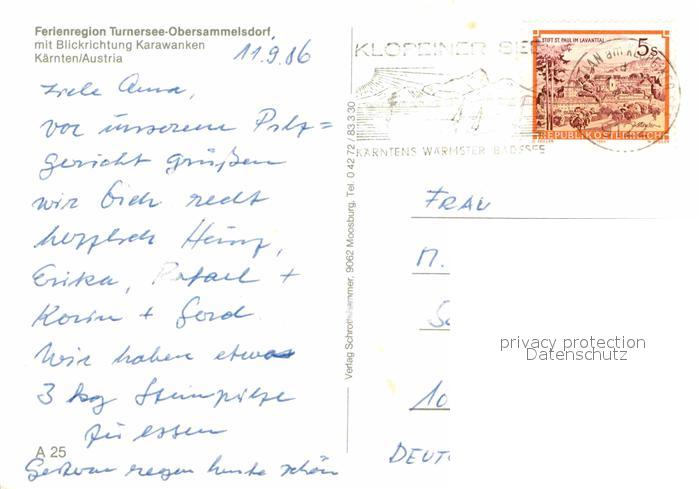 Ferienregion Turnersee-Obersammelsdorf,
mit Blickrichtung Karawanken
Kärnten/Austria
11.9.86
Liebe Anna,
vor unserem Pilz=
gericht grüßen
wir Dich recht
herzlich Heinz,
Erika, Rafael +
Karin + Gerd.
Wir haben etwas
3 kg Steinpilze
zu essen
A 25
Gestern regen heute schön
Verlag Schrothammer, 9062 Moosburg, Tel. 0 42 72 / 83 3 30
KLOPEINER SEE
KÄRNTENS WÄRMSTER BADESEE
STIFT ST. PAUL IM LAVANTTAL
5s
REPUBLIK ÖSTERREICH
FRAU
M.
10
DEUT
privacy protection
Datenschutz